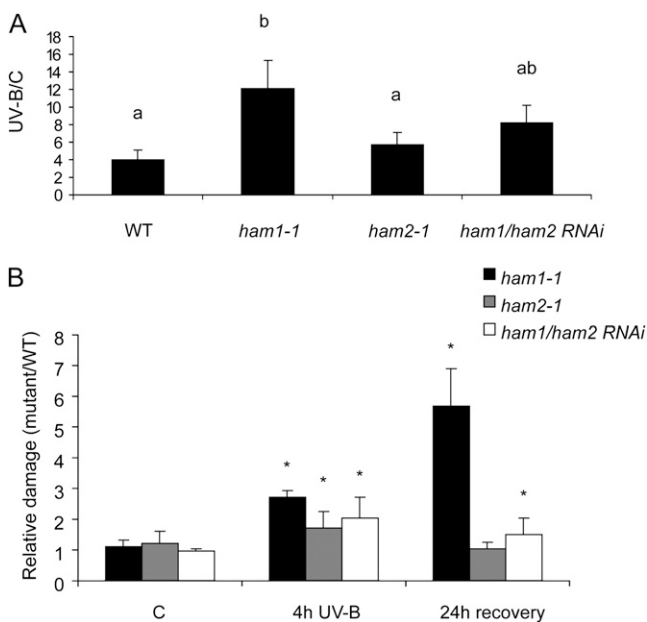 A
UV-B/C
18
16
14
12
10
8
6
4
2
0
a
b
a
ab
WT
ham1-1
ham2-1
ham1/ham2 RNAi
B
ham1-1
ham2-1
ham1/ham2 RNAi
Relative damage (mutant/WT)
8
7
6
5
4
3
2
1
0
*
*
*
*
*
C
4h UV-B
24h recovery